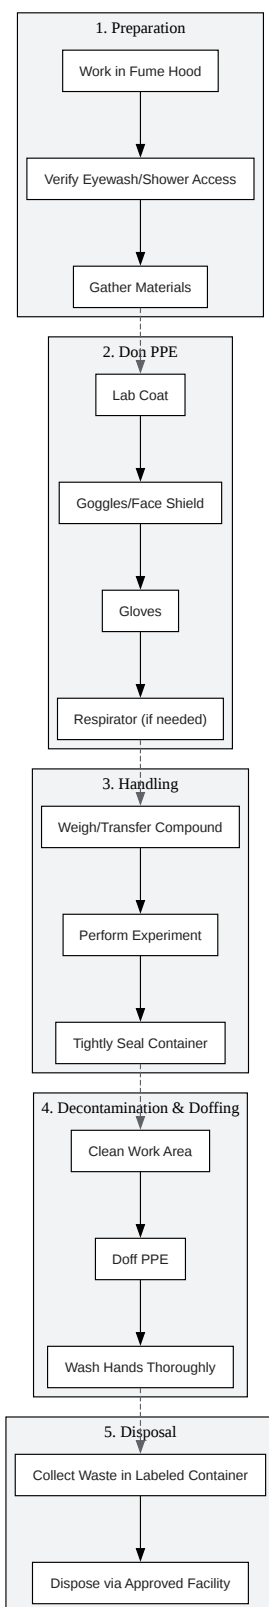 1. Preparation
Work in Fume Hood
Verify Eyewash/Shower Access
Gather Materials
2. Don PPE
Lab Coat
Goggles/Face Shield
Gloves
Respirator (if needed)
3. Handling
Weigh/Transfer Compound
Perform Experiment
Tightly Seal Container
4. Decontamination & Doffing
Clean Work Area
Doff PPE
Wash Hands Thoroughly
5. Disposal
Collect Waste in Labeled Container
Dispose via Approved Facility